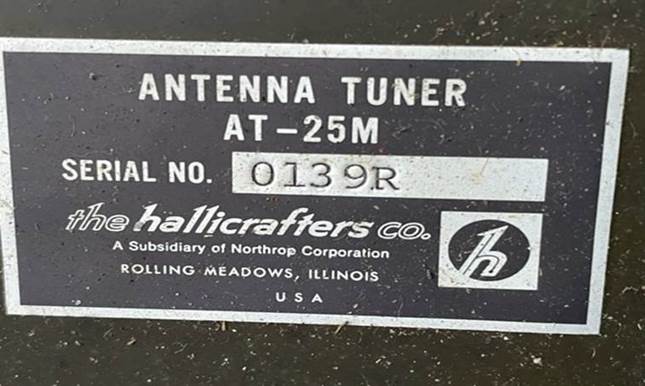 ANTENNA TUNER
AT-25M
SERIAL NO. 0139R
the hallicrafters co.
A Subsidiary of Northrop Corporation
ROLLING MEADOWS, ILLINOIS
USA
h